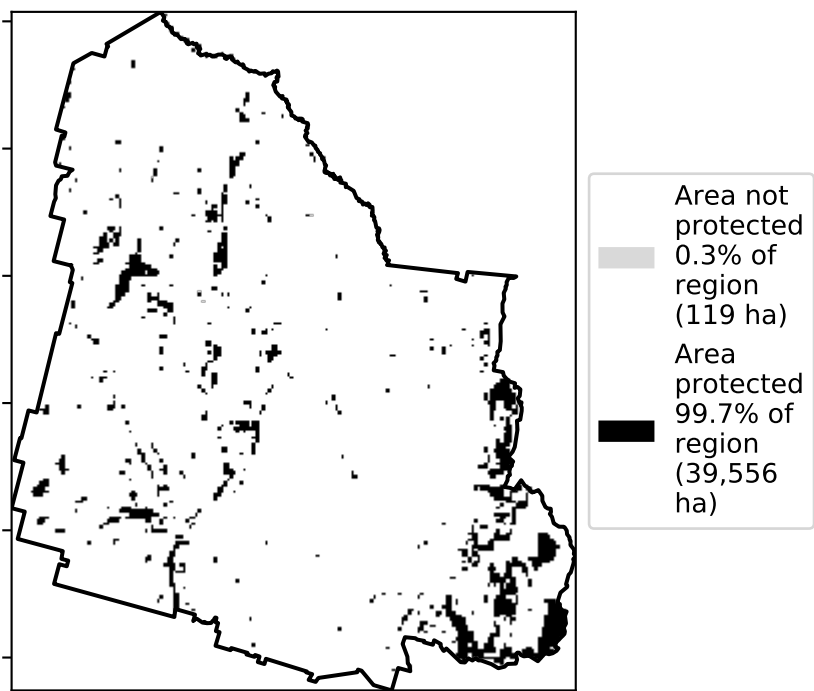 Area not
protected
0.3% of
region
(119 ha)
Area
protected
99.7% of
region
(39,556
ha)